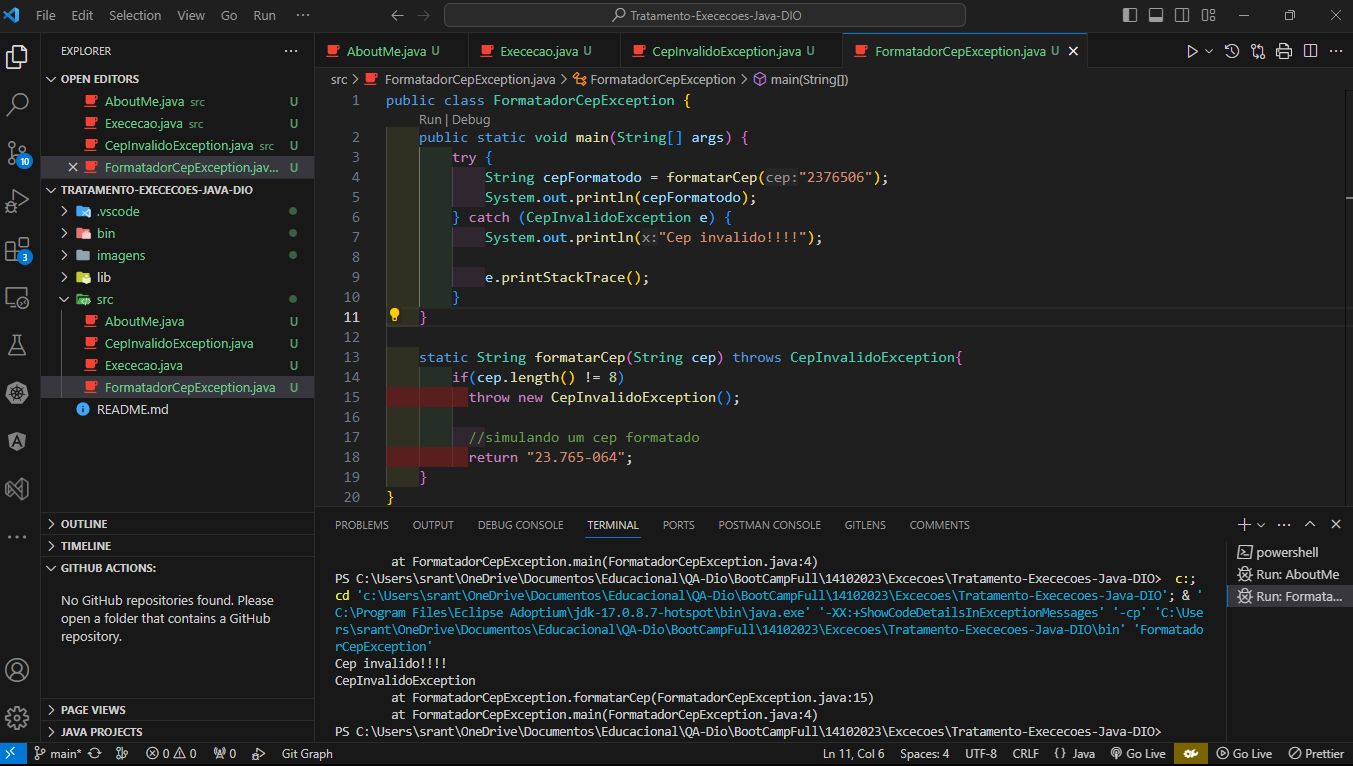 File Edit Selection View Go Run ··· Tratamento-Exececoes-Java-DIO
EXPLORER ···
OPEN EDITORS
AboutMe.java src U
Exececao.java src U
CepInvalidoException.java src U
FormatadorCepException.jav... U
TRATAMENTO-EXECECOES-JAVA-DIO
.vscode
bin
imagens
lib
src
AboutMe.java U
CepInvalidoException.java U
Exececao.java U
FormatadorCepException.java U
README.md
OUTLINE
TIMELINE
GITHUB ACTIONS:
No GitHub repositories found. Please
open a folder that contains a GitHub
repository.
PAGE VIEWS
JAVA PROJECTS
10
3
AboutMe.java U Exececao.java U CepInvalidoException.java U FormatadorCepException.java U
src > FormatadorCepException.java > FormatadorCepException > main(String[])
1 public class FormatadorCepException {
Run | Debug
2 public static void main(String[] args) {
3 try {
4 String cepFormatodo = formatarCep(cep:"2376506");
5 System.out.println(cepFormatodo);
6 } catch (CepInvalidoException e) {
7 System.out.println(x:"Cep invalido!!!!");
8
9 e.printStackTrace();
10 }
11 }
12
13 static String formatarCep(String cep) throws CepInvalidoException{
14 if(cep.length() != 8)
15 throw new CepInvalidoException();
16
17 //simulando um cep formatado
18 return "23.765-064";
19 }
20 }
PROBLEMS OUTPUT DEBUG CONSOLE TERMINAL PORTS POSTMAN CONSOLE GITLENS COMMENTS
at FormatadorCepException.main(FormatadorCepException.java:4)
PS C:\Users\srant\OneDrive\Documentos\Educacional\QA-Dio\BootCampFull\14102023\Excecoes\Tratamento-Exececoes-Java-DIO> c:;
cd 'c:\Users\srant\OneDrive\Documentos\Educacional\QA-Dio\BootCampFull\14102023\Excecoes\Tratamento-Exececoes-Java-DIO'; & '
C:\Program Files\Eclipse Adoptium\jdk-17.0.8.7-hotspot\bin\java.exe' '-XX:+ShowCodeDetailsInExceptionMessages' '-cp' 'C:\Use
rs\srant\OneDrive\Documentos\Educacional\QA-Dio\BootCampFull\14102023\Excecoes\Tratamento-Exececoes-Java-DIO\bin' 'Formatado
rCepException'
Cep invalido!!!!
CepInvalidoException
at FormatadorCepException.formatarCep(FormatadorCepException.java:15)
at FormatadorCepException.main(FormatadorCepException.java:4)
PS C:\Users\srant\OneDrive\Documentos\Educacional\QA-Dio\BootCampFull\14102023\Excecoes\Tratamento-Exececoes-Java-DIO>
powershell
Run: AboutMe
Run: Formata...
main* 0 0 0 Git Graph Ln 11, Col 6 Spaces: 4 UTF-8 CRLF {} Java Go Live Go Live Prettier